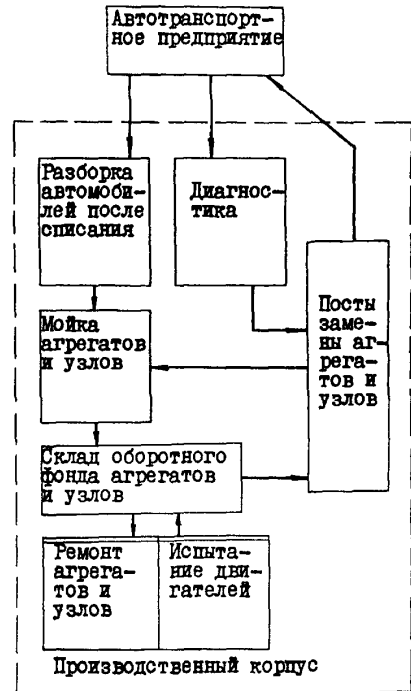 Автотранспорт-
ное предприятие
Разборка
автомоби-
лей после
списания
Диагнос-
тика
Посты
заме-
ны аг-
рега-
тов и
узлов
Мойка
агрегатов
и узлов
Склад оборотного
фонда агрегатов
и узлов
Ремонт
агрега-
тов и
узлов
Испыта-
ние дви-
гателей
Производственный корпус